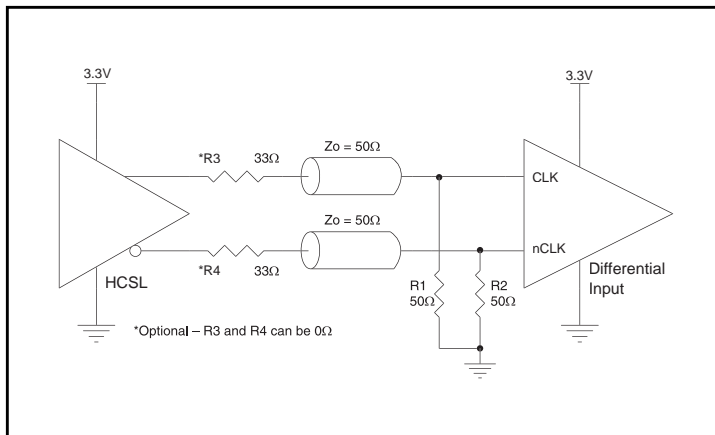 3.3V
3.3V
*R3 33Ω
Zo = 50Ω
CLK
Zo = 50Ω
nCLK
HCSL
*R4 33Ω
R1
50Ω
R2
50Ω
Differential
Input
*Optional – R3 and R4 can be 0Ω